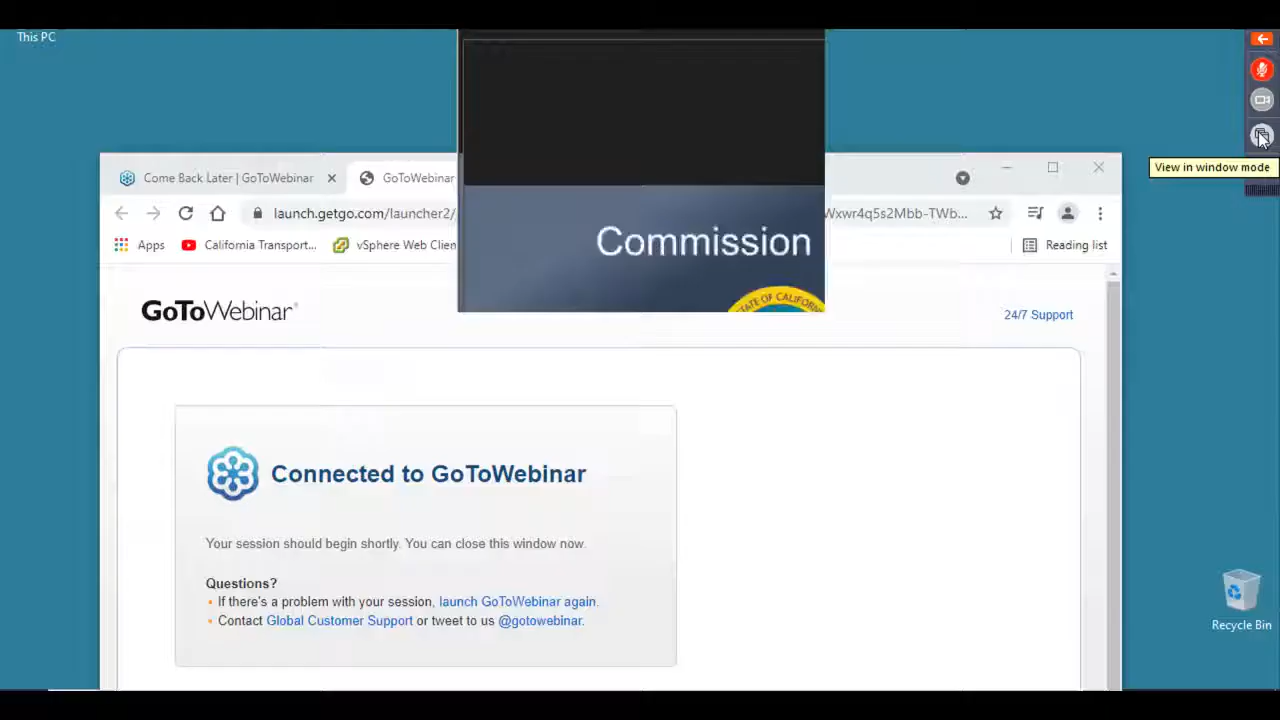 This PC
View in window mode
Come Back Later | GoToWebinar
GoToWebinar
launch.getgo.com/launcher2/
Wxwr4q5s2Mbb-TWb...
Apps
California Transport...
vSphere Web Clien
Reading list
Commission
STATE OF CALIFORNIA
GoToWebinar
24/7 Support
Connected to GoToWebinar
Your session should begin shortly. You can close this window now.
Questions?
• If there's a problem with your session, launch GoToWebinar again.
• Contact Global Customer Support or tweet to us @gotowebinar.
Recycle Bin